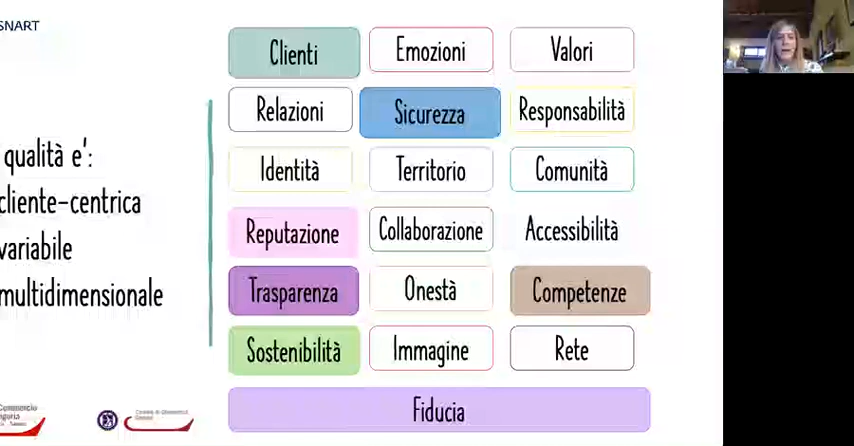 SNART
qualità e':
cliente-centrica
variabile
multidimensionale
Clienti
Emozioni
Valori
Relazioni
Sicurezza
Responsabilità
Identità
Territorio
Comunità
Reputazione
Collaborazione
Accessibilità
Trasparenza
Onestà
Competenze
Sostenibilità
Immagine
Rete
Fiducia